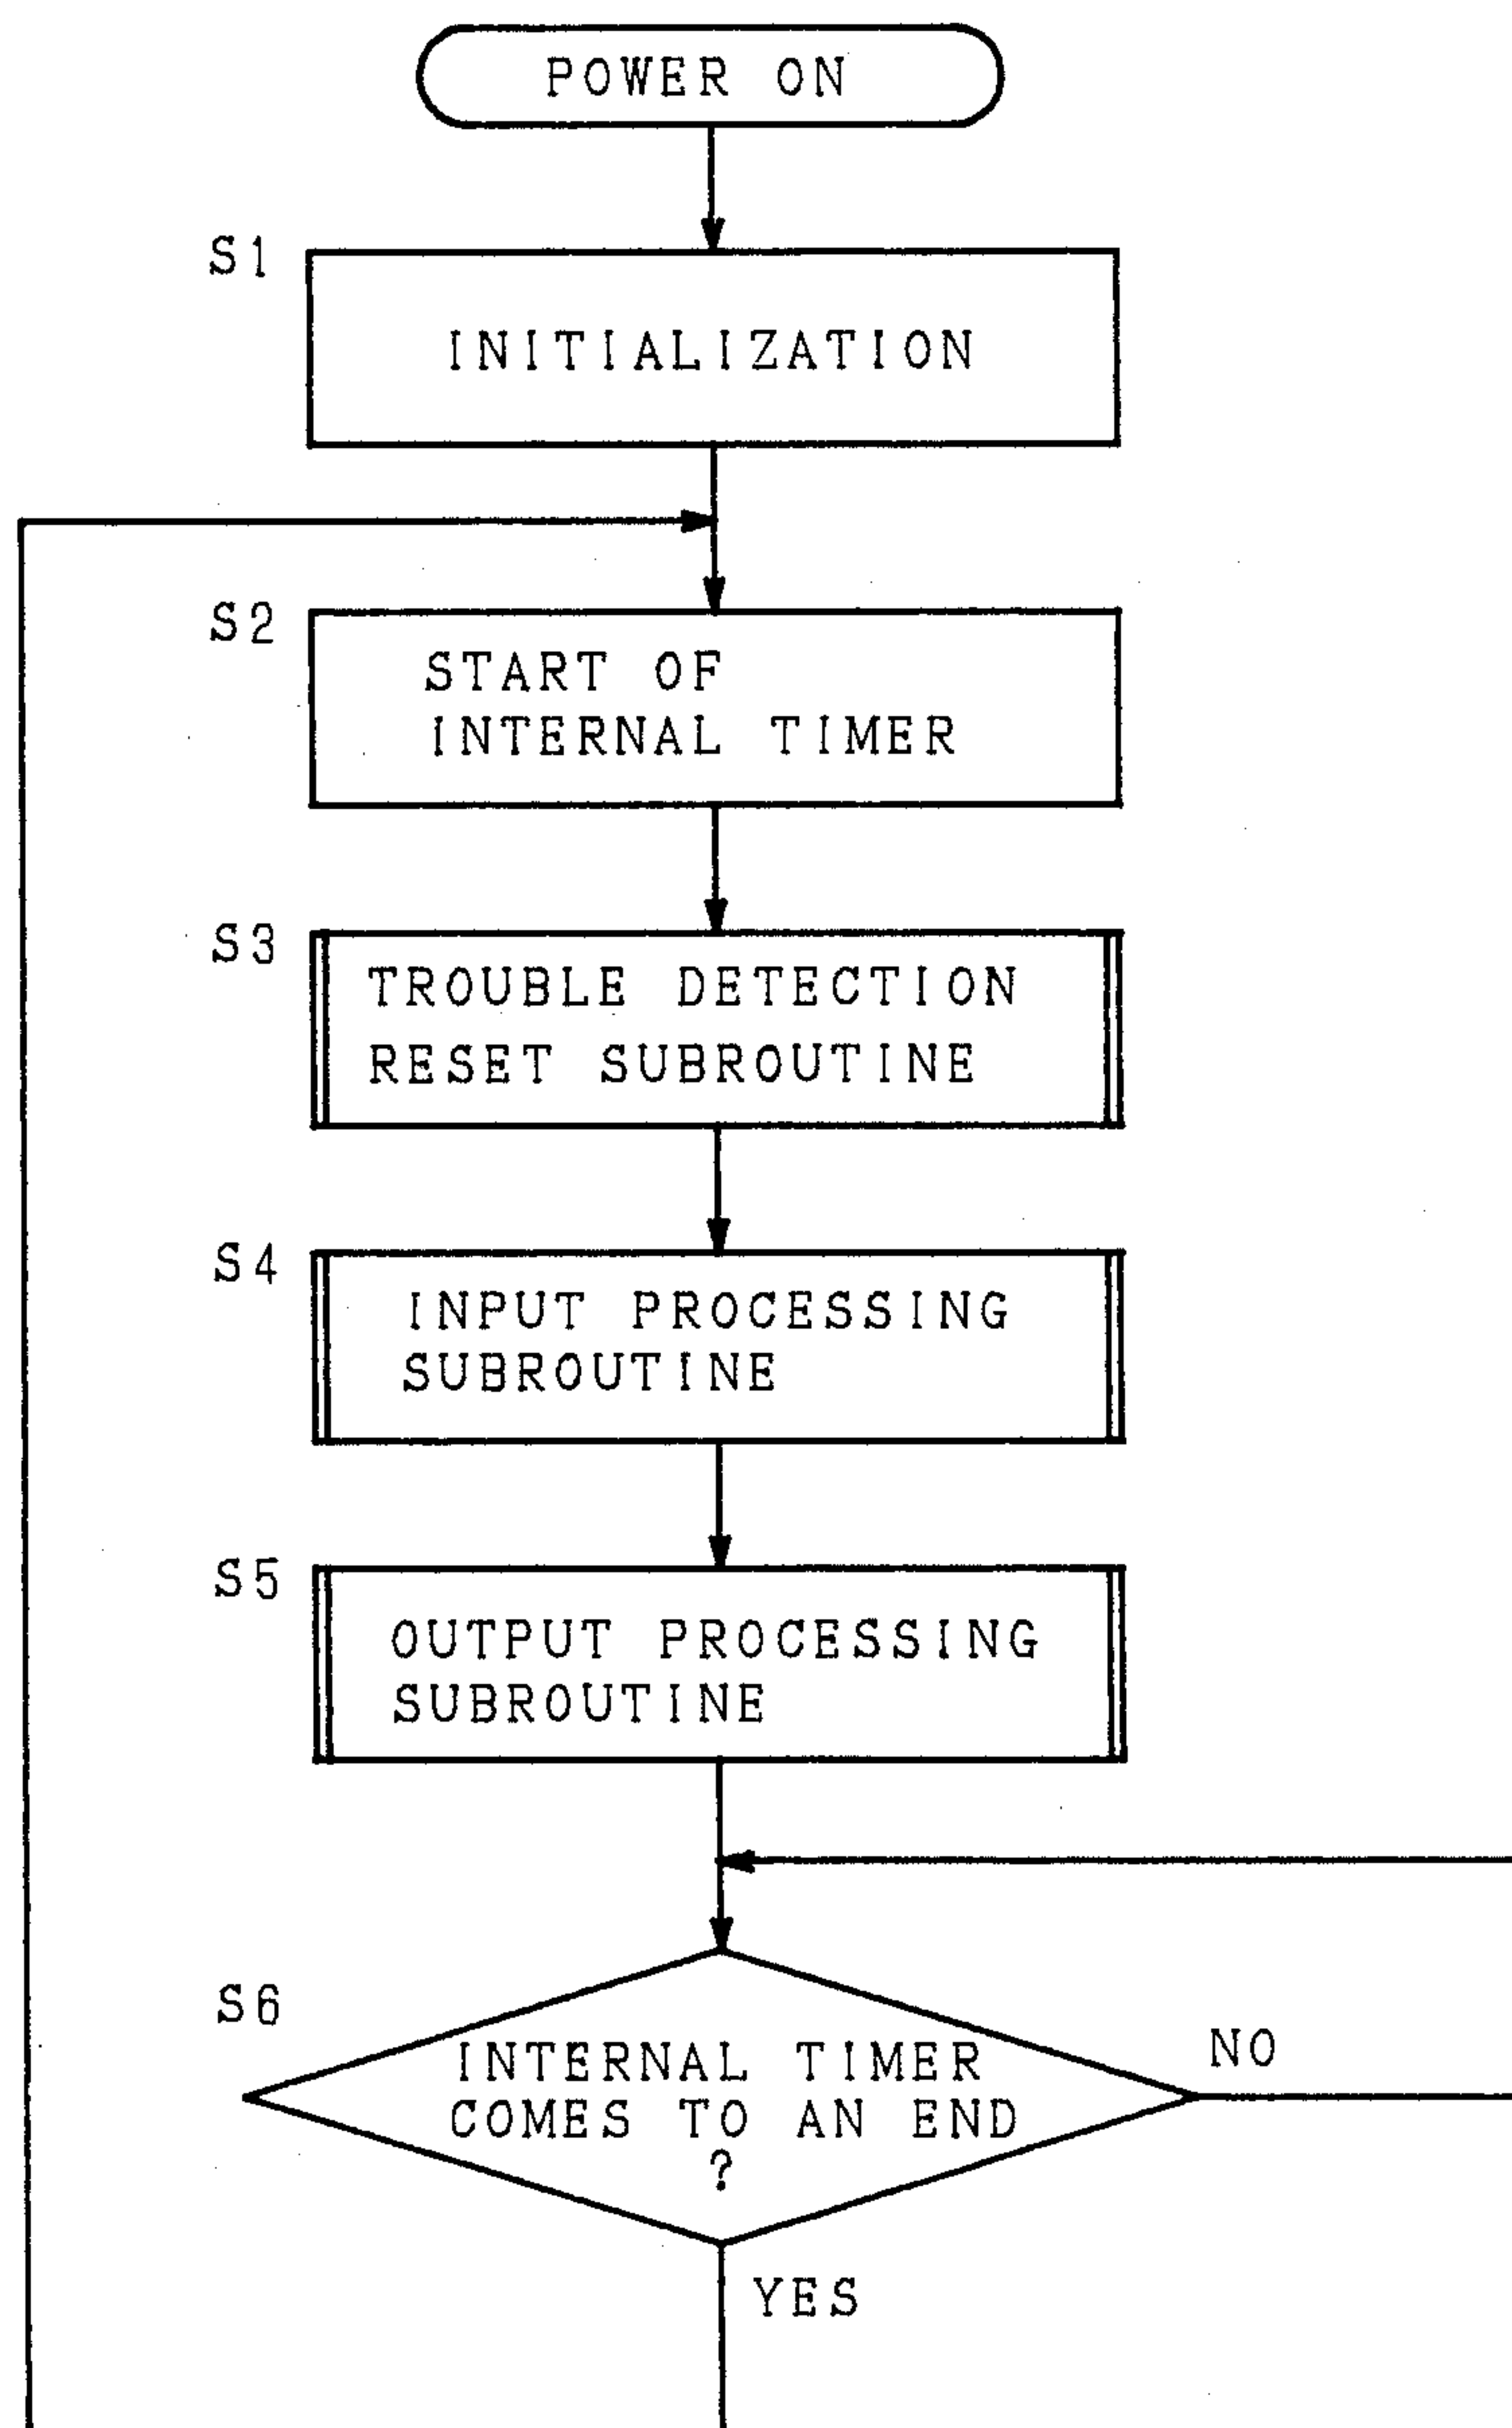 POWER ON
S1
INITIALIZATION
S2
START OF
INTERNAL TIMER
S3
TROUBLE DETECTION
RESET SUBROUTINE
S4
INPUT PROCESSING
SUBROUTINE
S5
OUTPUT PROCESSING
SUBROUTINE
S6
INTERNAL TIMER
COMES TO AN END
?
NO
YES